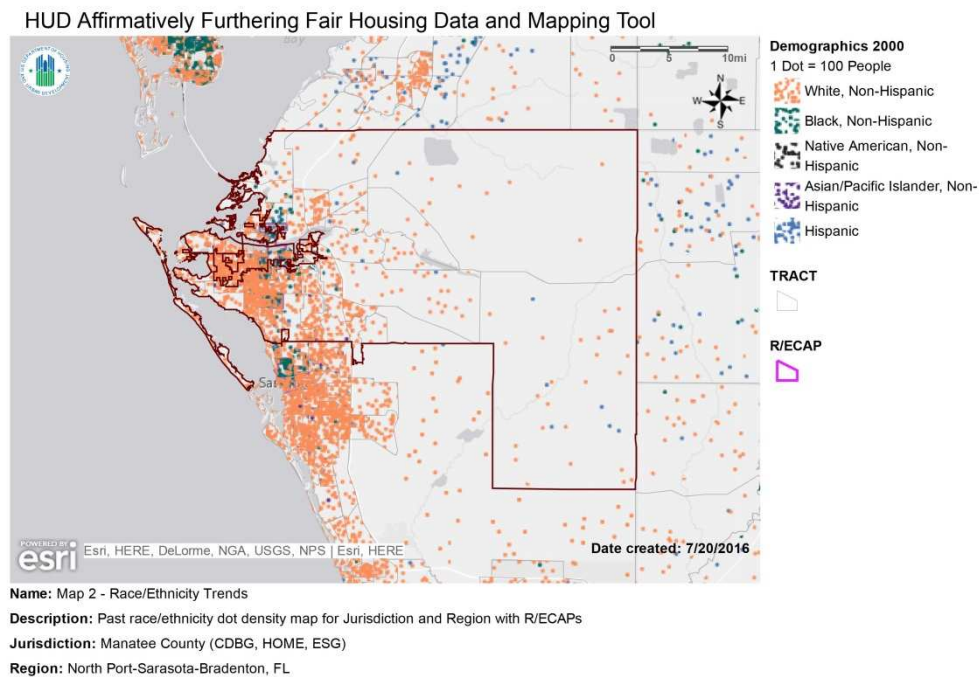 HUD Affirmatively Furthering Fair Housing Data and Mapping Tool
Bay
0 5 10mi
N
W E
S
Sar
Demographics 2000
1 Dot = 100 People
White, Non-Hispanic
Black, Non-Hispanic
Native American, Non-
Hispanic
Asian/Pacific Islander, Non-
Hispanic
Hispanic
TRACT
R/ECAP
POWERED BY
esri
Esri, HERE, DeLorme, NGA, USGS, NPS | Esri, HERE
Date created: 7/20/2016
Name: Map 2 - Race/Ethnicity Trends
Description: Past race/ethnicity dot density map for Jurisdiction and Region with R/ECAPs
Jurisdiction: Manatee County (CDBG, HOME, ESG)
Region: North Port-Sarasota-Bradenton, FL